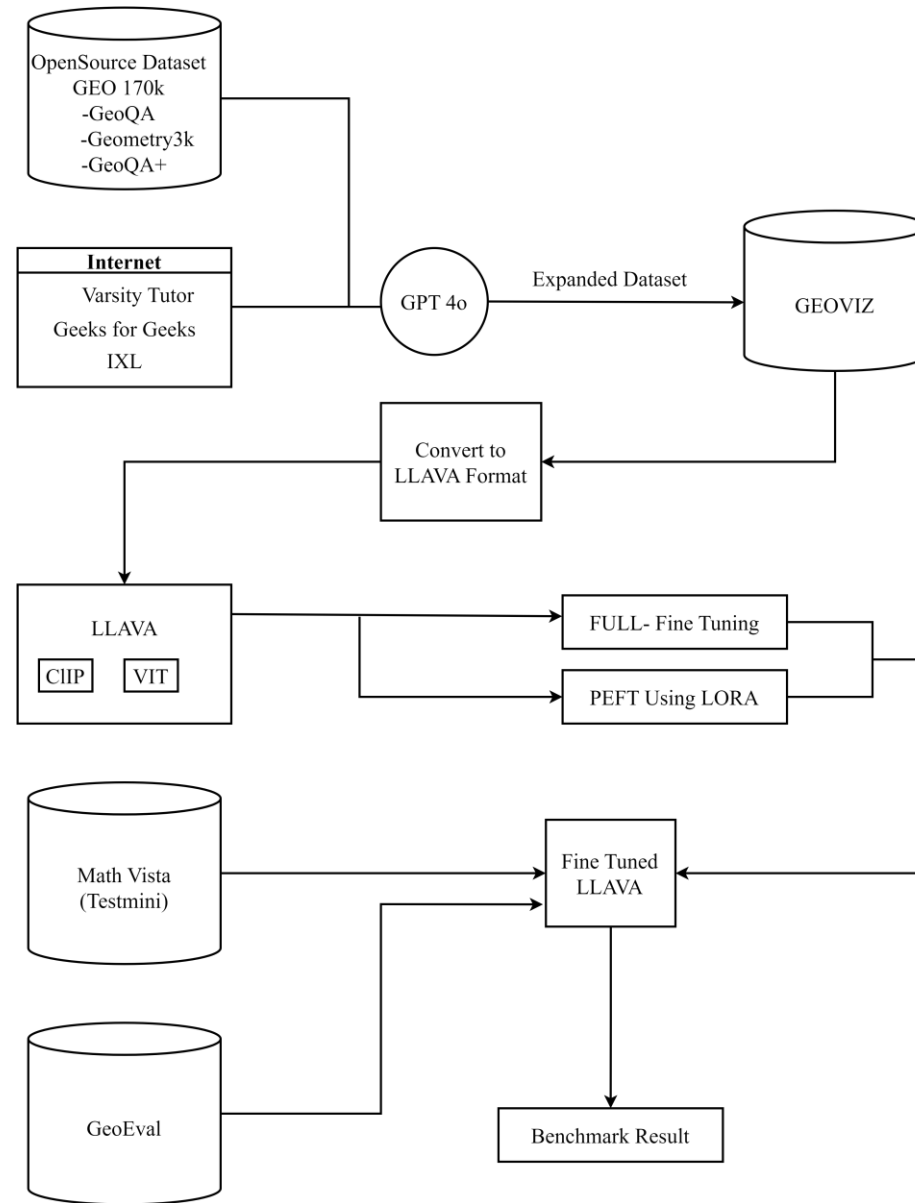 OpenSource Dataset
GEO 170k
-GeoQA
-Geometry3k
-GeoQA+
Internet
Varsity Tutor
Geeks for Geeks
IXL
GPT 4o
Expanded Dataset
GEOVIZ
Convert to
LLAVA Format
LLAVA
ClIP
VIT
FULL- Fine Tuning
PEFT Using LORA
Math Vista
(Testmini)
Fine Tuned
LLAVA
GeoEval
Benchmark Result